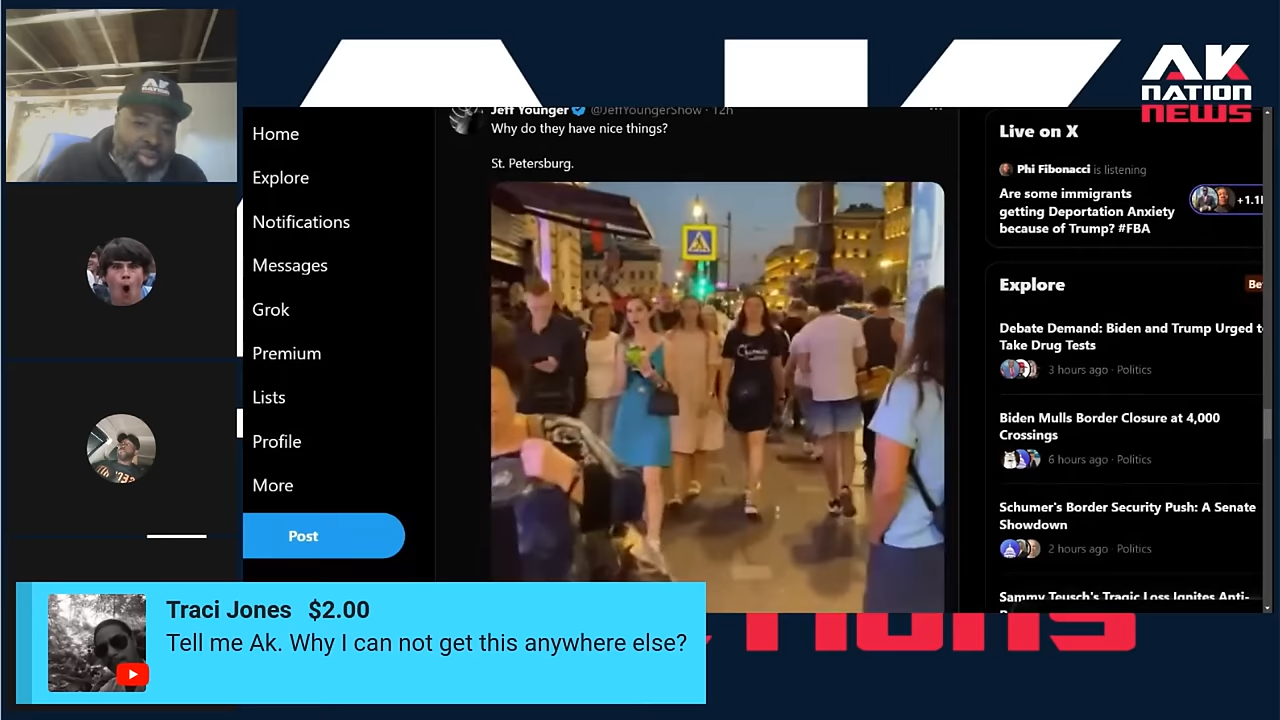 AK
NATION
NEWS
Home
Explore
Notifications
Messages
Grok
Premium
Lists
Profile
More
Post
Jeff Younger @JeffYoungerShow · 12h
Why do they have nice things?
St. Petersburg.
Live on X
Phi Fibonacci is listening
Are some immigrants
getting Deportation Anxiety
because of Trump? #FBA
Explore
Debate Demand: Biden and Trump Urged
Take Drug Tests
3 hours ago · Politics
Biden Mulls Border Closure at 4,000
Crossings
6 hours ago · Politics
Schumer's Border Security Push: A Senate
Showdown
2 hours ago · Politics
Sammy Teusch's Tragic Loss Ignites Anti-
Traci Jones $2.00
Tell me Ak. Why I can not get this anywhere else?